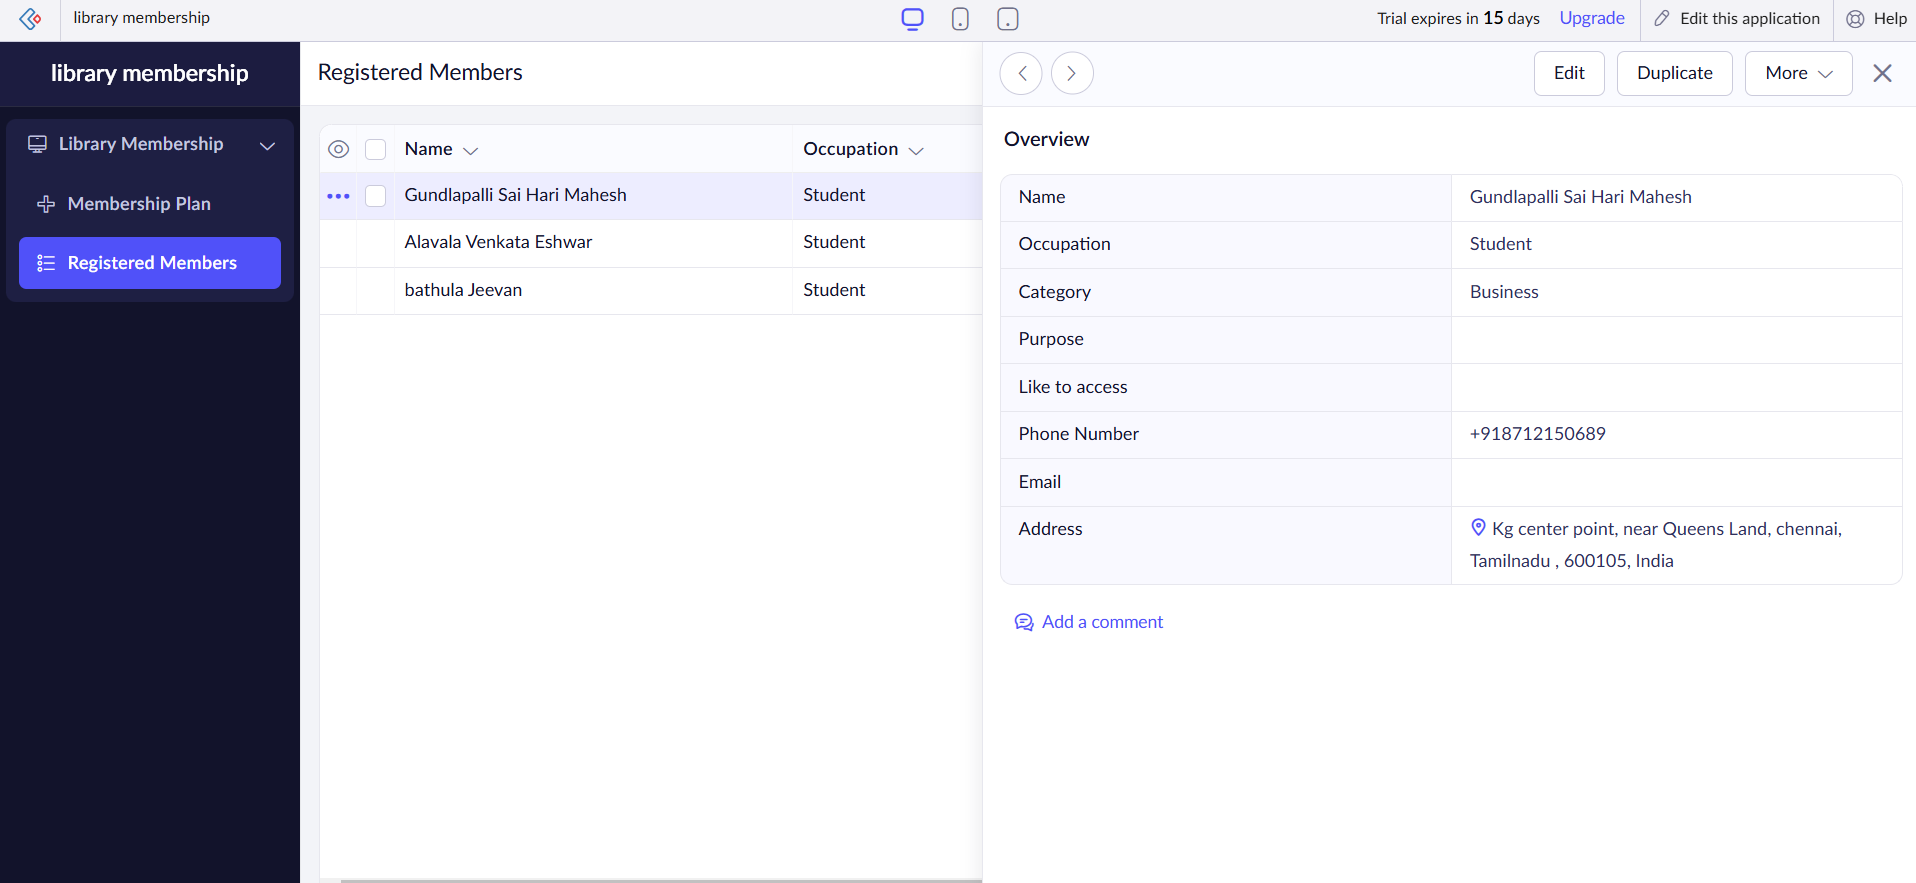 library membership
Trial expires in 15 days
Upgrade
Edit this application
Help
library membership
Library Membership
Membership Plan
Registered Members
Registered Members
Name
Occupation
Gundlapalli Sai Hari Mahesh
Student
Alavala Venkata Eshwar
Student
bathula Jeevan
Student
Edit
Duplicate
More
Overview
Name
Gundlapalli Sai Hari Mahesh
Occupation
Student
Category
Business
Purpose
Like to access
Phone Number
+918712150689
Email
Address
Kg center point, near Queens Land, chennai,
Tamilnadu , 600105, India
Add a comment